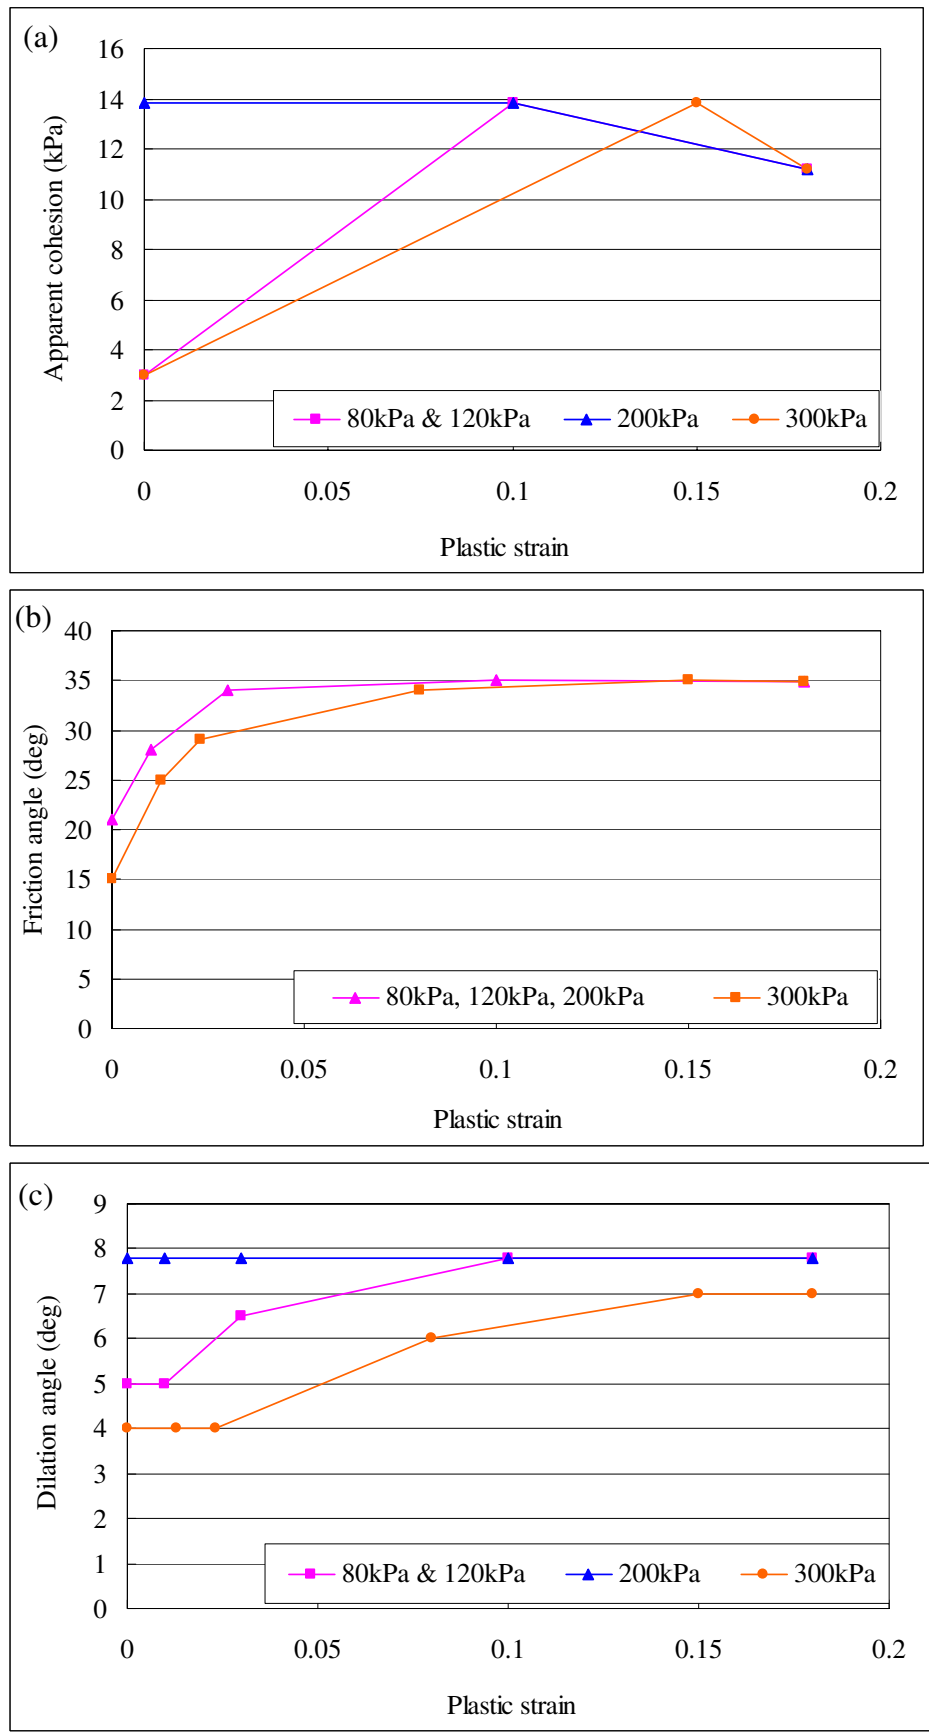 (a)
16
14
12
10
8
6
4
2
0
Apparent cohesion (kPa)
80kPa & 120kPa 200kPa 300kPa
0 0.05 0.1 0.15 0.2
Plastic strain
(b)
40
35
30
25
20
15
10
5
0
Friction angle (deg)
80kPa, 120kPa, 200kPa 300kPa
0 0.05 0.1 0.15 0.2
Plastic strain
(c)
9
8
7
6
5
4
3
2
1
0
Dilation angle (deg)
80kPa & 120kPa 200kPa 300kPa
0 0.05 0.1 0.15 0.2
Plastic strain